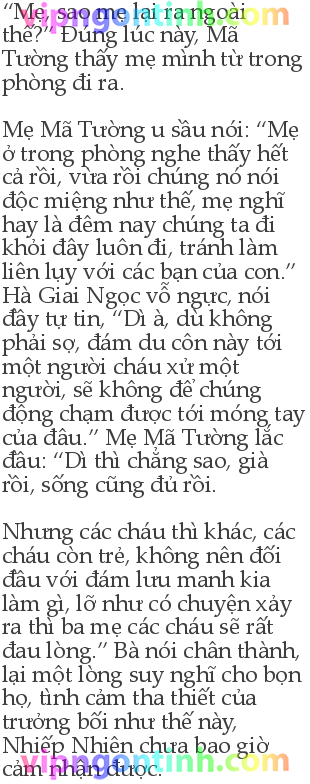 “Mẹ, sao mẹ lại ra ngoài
thế?” Đúng lúc này, Mã
Tường thấy mẹ mình từ trong
phòng đi ra.
Mẹ Mã Tường u sầu nói: “Mẹ
ở trong phòng nghe thấy hết
cả rồi, vừa rồi chúng nó nói
độc miệng như thế, mẹ nghĩ
hay là đêm nay chúng ta đi
khỏi đây luôn đi, tránh làm
liên lụy với các bạn của con.”
Hà Giai Ngọc vỗ ngực, nói
đầy tự tin, “Dì à, dù không
phải sợ, đám du côn này tới
một người cháu xử một
người, sẽ không để chúng
động chạm được tới móng tay
của đâu.” Mẹ Mã Tường lắc
đầu: “Dì thì chẳng sao, già
rồi, sống cũng đủ rồi.
Nhưng các cháu thì khác, các
cháu còn trẻ, không nên đối
đầu với đám lưu manh kia
làm gì, lỡ như có chuyện xảy
ra thì ba mẹ các cháu sẽ rất
đau lòng.” Bà nói chân thành,
lại một lòng suy nghĩ cho bọn
họ, tình cảm tha thiết của
trưởng bối như thế này,
Nhiếp Nhiên chưa bao giờ
cảm nhận được.
vipngontinh.com
vipngontinh.com